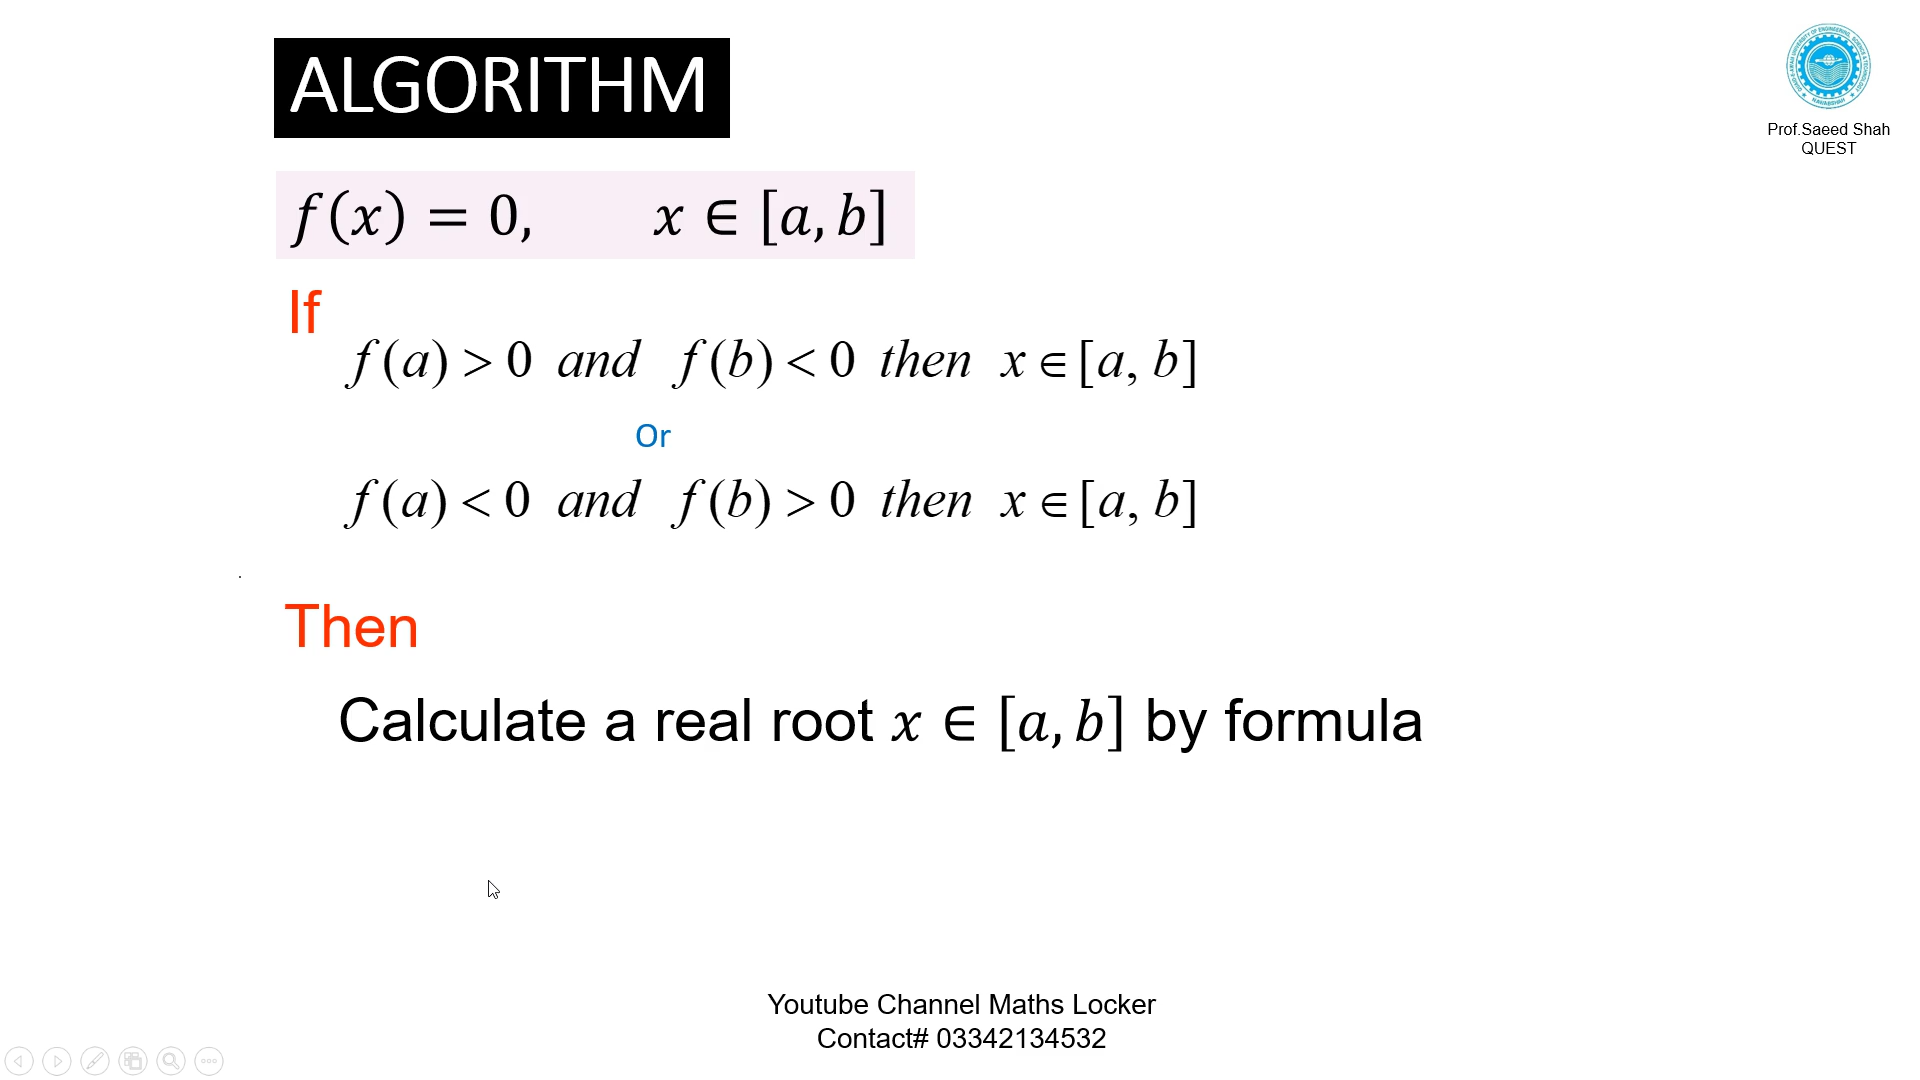 ALGORITHM
Prof.Saeed Shah
QUEST
f(x) = 0, x ∈ [a, b]
If
f(a) > 0 and f(b) < 0 then x ∈ [a, b]
Or
f(a) < 0 and f(b) > 0 then x ∈ [a, b]
.
Then
Calculate a real root x ∈ [a, b] by formula
Youtube Channel Maths Locker
Contact# 03342134532